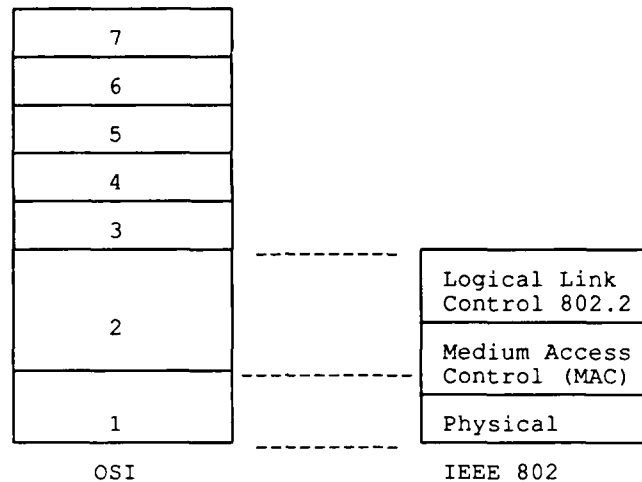 7
6
5
4
3
2
1
OSI
Logical Link
Control 802.2
Medium Access
Control (MAC)
Physical
IEEE 802